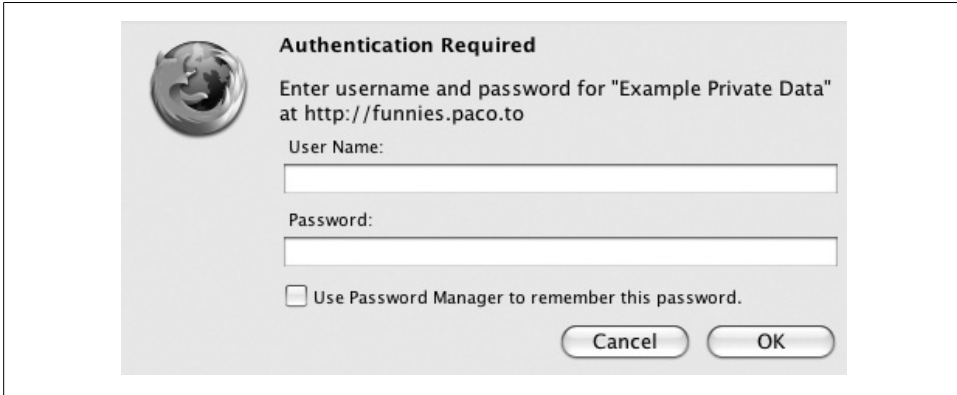 Authentication Required
Enter username and password for "Example Private Data"
at http://funnies.paco.to
User Name:
Password:
Use Password Manager to remember this password.
Cancel
OK